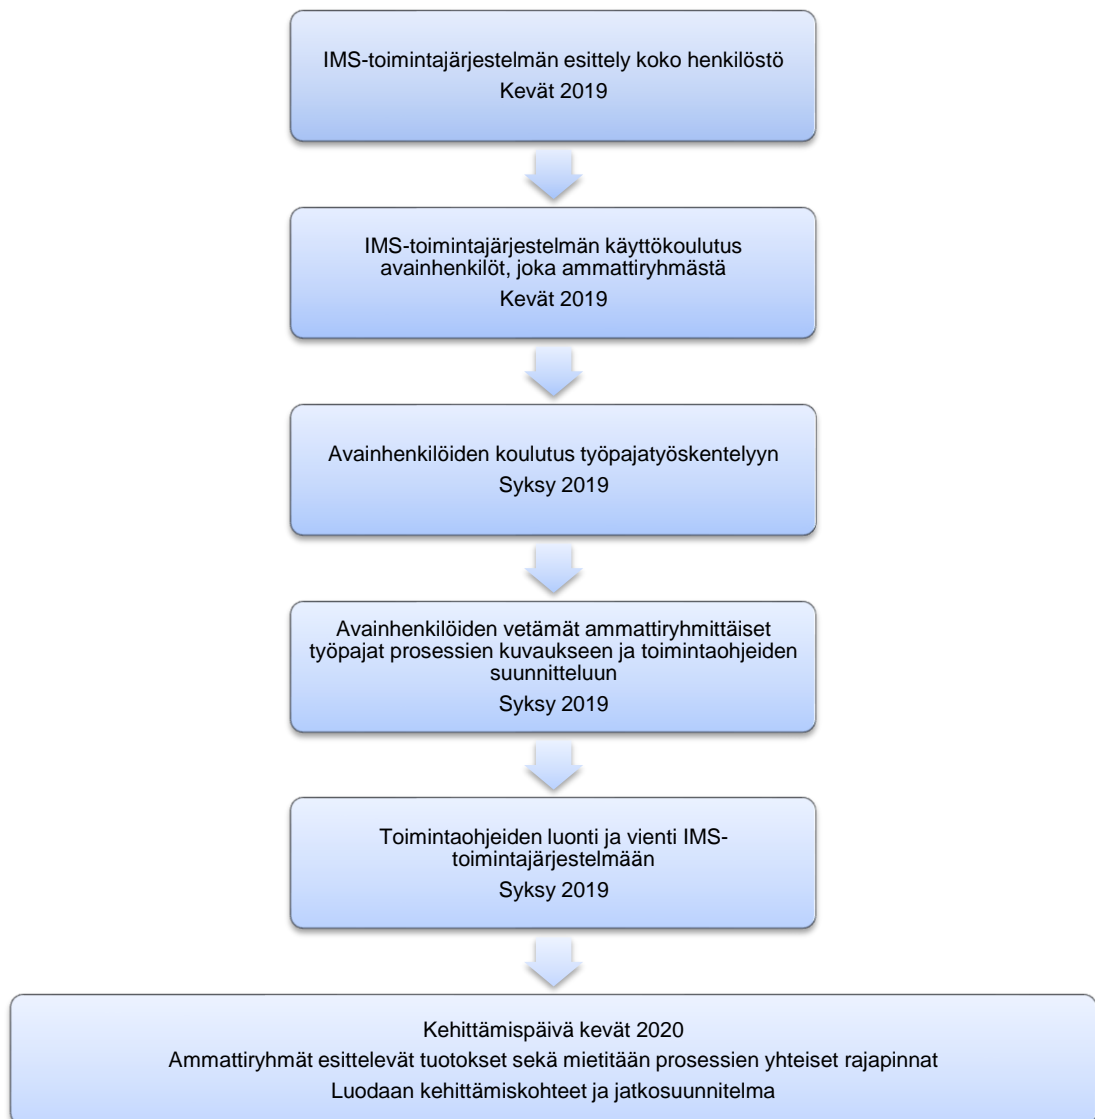 IMS-toimintajärjestelmän esittely koko henkilöstö
Kevät 2019
IMS-toimintajärjestelmän käyttökoulutus
avainhenkilöt, joka ammattiryhmästä
Kevät 2019
Avainhenkilöiden koulutus työpajatyöskentelyyn
Syksy 2019
Avainhenkilöiden vetämät ammattiryhmittäiset
työpajat prosessien kuvaukseen ja toimintaohjeiden
suunnitteluun
Syksy 2019
Toimintaohjeiden luonti ja vienti IMS-
toimintajärjestelmään
Syksy 2019
Kehittämispäivä kevät 2020
Ammattiryhmät esittelevät tuotokset sekä mietitään prosessien yhteiset rajapinnat
Luodaan kehittämiskohteet ja jatkosuunnitelma